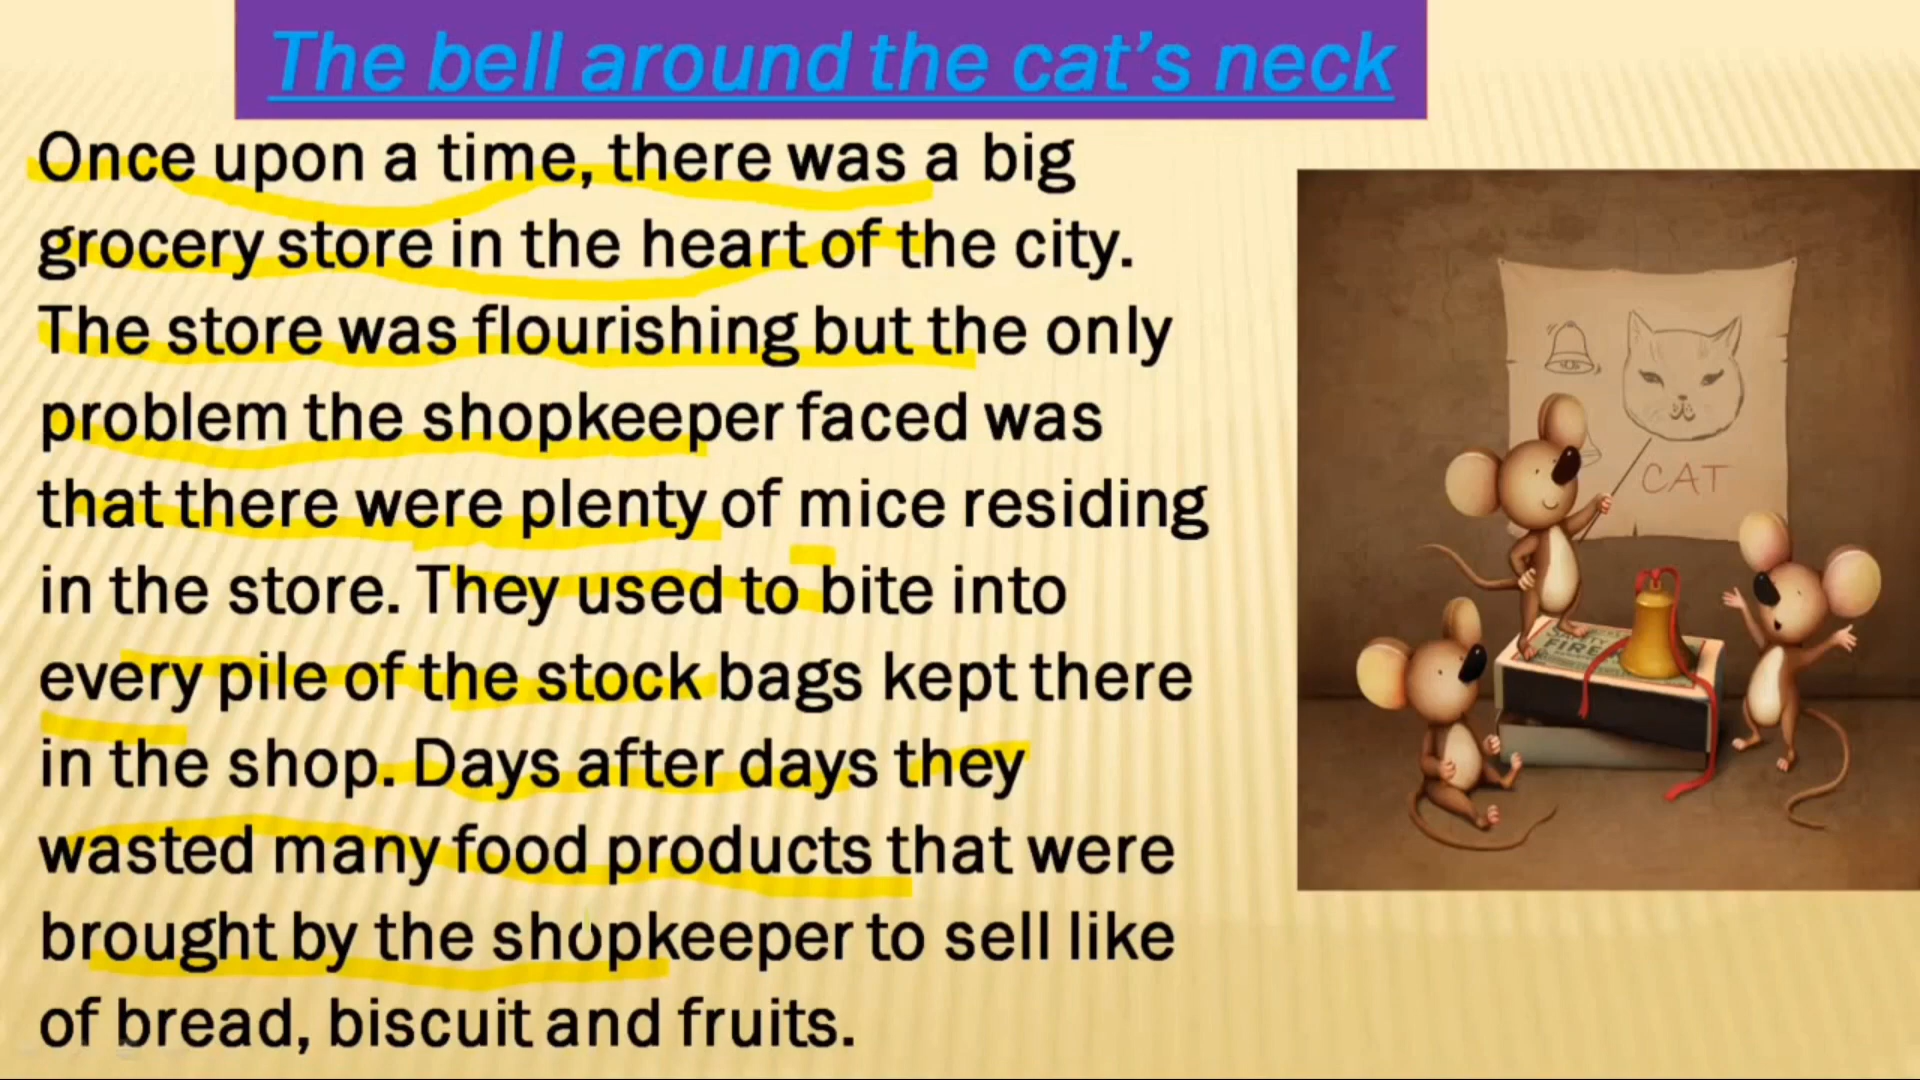 The bell around the cat's neck
Once upon a time, there was a big
grocery store in the heart of the city.
The store was flourishing but the only
problem the shopkeeper faced was
that there were plenty of mice residing
in the store. They used to bite into
every pile of the stock bags kept there
in the shop. Days after days they
wasted many food products that were
brought by the shopkeeper to sell like
of bread, biscuit and fruits.
CAT
FIRE